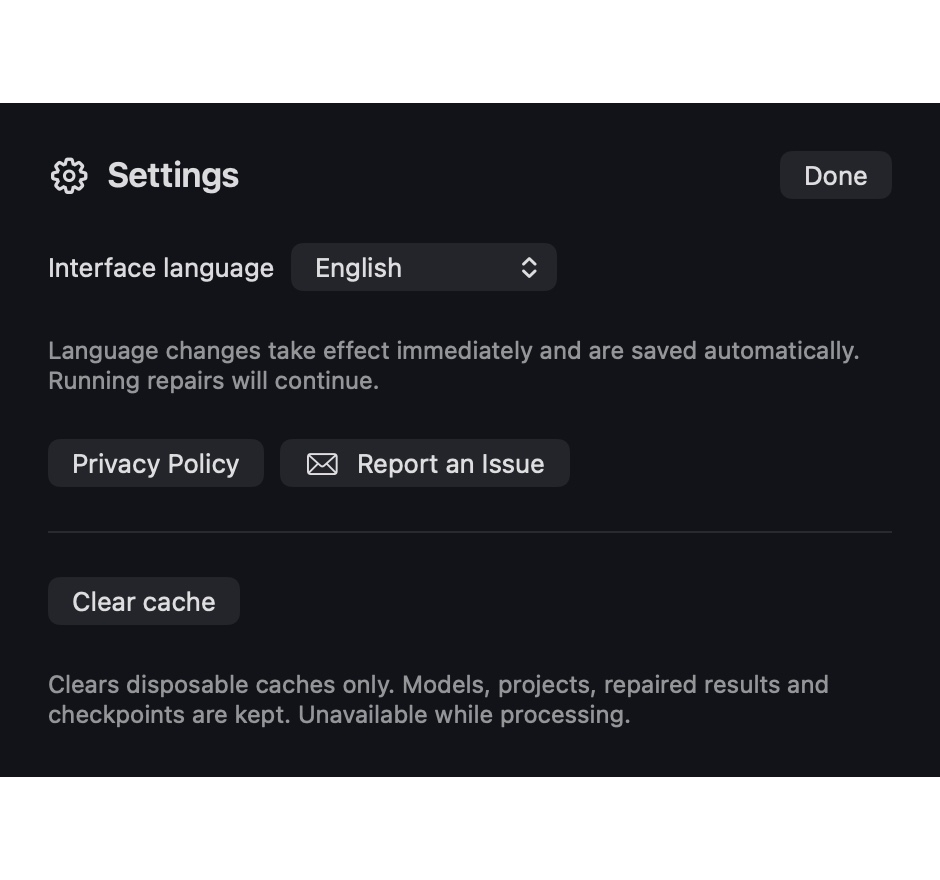 Settings
Done
Interface language
English
Language changes take effect immediately and are saved automatically.
Running repairs will continue.
Privacy Policy
Report an Issue
Clear cache
Clears disposable caches only. Models, projects, repaired results and
checkpoints are kept. Unavailable while processing.